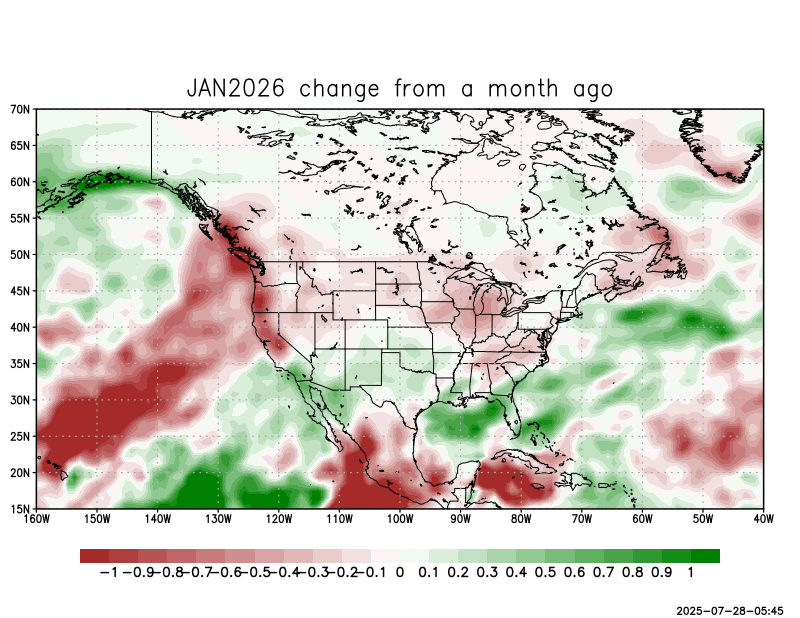 JAN2026 change from a month ago
70N
65N
60N
55N
50N
45N
40N
35N
30N
25N
20N
15N
160W 150W 140W 130W 120W 110W 100W 90W 80W 70W 60W 50W 40W
-1 -0.9 -0.8 -0.7 -0.6 -0.5 -0.4 -0.3 -0.2 -0.1 0 0.1 0.2 0.3 0.4 0.5 0.6 0.7 0.8 0.9 1
2025-07-28-05:45